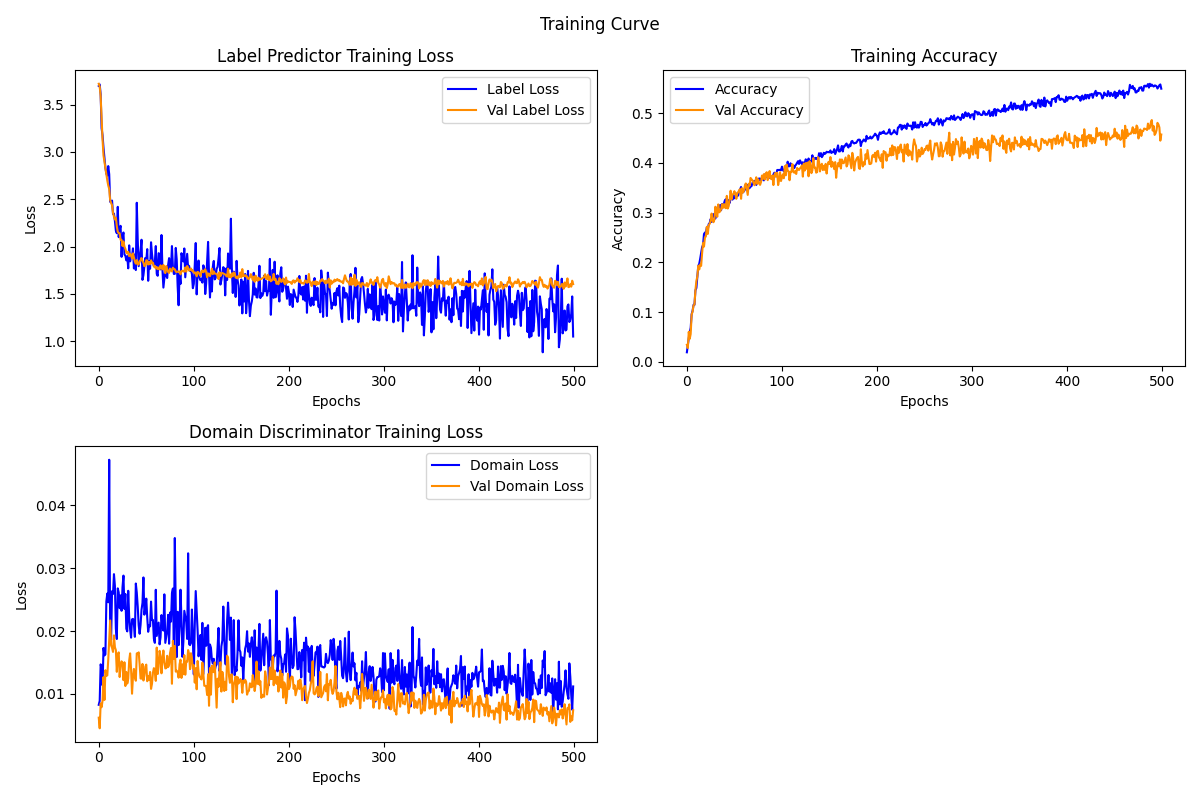 Training Curve
Label Predictor Training Loss
Label Loss
Val Label Loss
3.5
3.0
2.5
2.0
1.5
1.0
Loss
0
100
200
300
400
500
Epochs
Training Accuracy
Accuracy
Val Accuracy
0.5
0.4
0.3
0.2
0.1
0.0
Accuracy
0
100
200
300
400
500
Epochs
Domain Discriminator Training Loss
Domain Loss
Val Domain Loss
0.04
0.03
0.02
0.01
Loss
0
100
200
300
400
500
Epochs